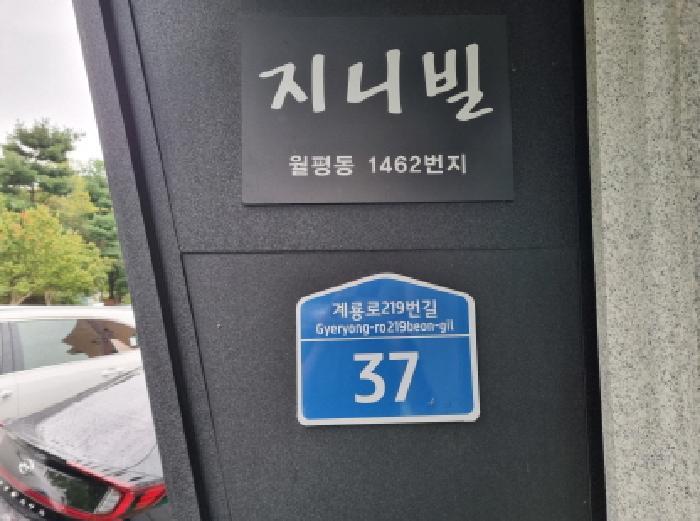 지니빌
월평동 1462번지
계룡로219번길
Gyeryong-ro219beon-gil
37